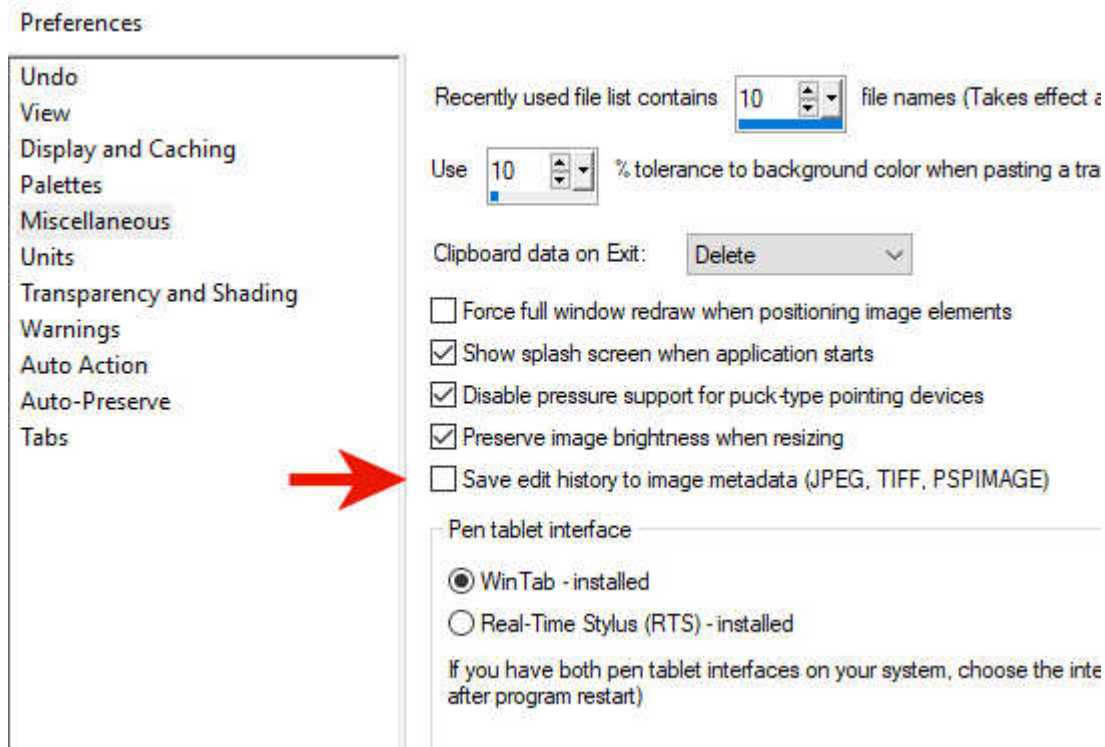 Preferences
Undo
View
Display and Caching
Palettes
Miscellaneous
Units
Transparency and Shading
Warnings
Auto Action
Auto-Preserve
Tabs
Recently used file list contains 10 file names (Takes effect a
Use 10 % tolerance to background color when pasting a tra
Clipboard data on Exit: Delete
Force full window redraw when positioning image elements
Show splash screen when application starts
Disable pressure support for puck-type pointing devices
Preserve image brightness when resizing
Save edit history to image metadata (JPEG, TIFF, PSPIMAGE)
Pen tablet interface
WinTab - installed
Real-Time Stylus (RTS) - installed
If you have both pen tablet interfaces on your system, choose the inte
after program restart)